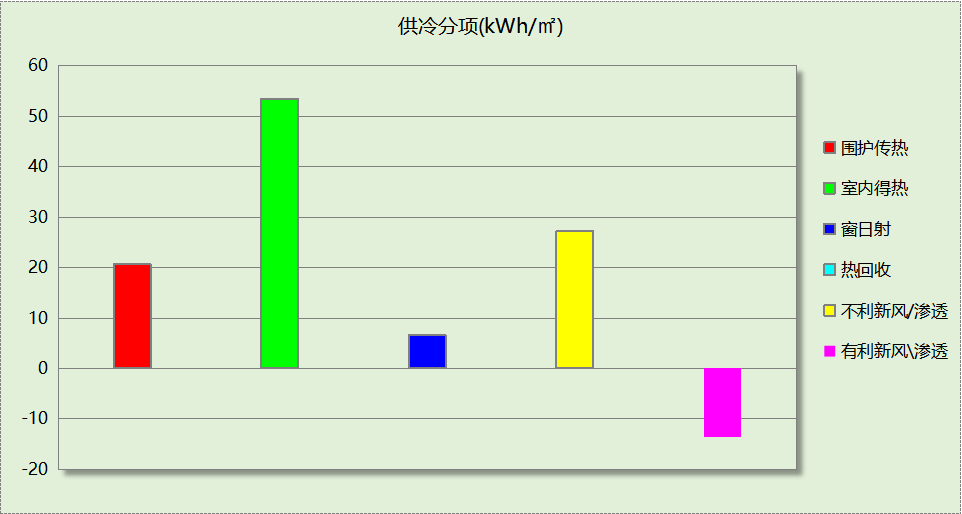 供冷分项(kWh/㎡)
60
50
40
30
20
10
0
-10
-20
围护传热
室内得热
窗日射
热回收
不利新风/渗透
有利新风\渗透